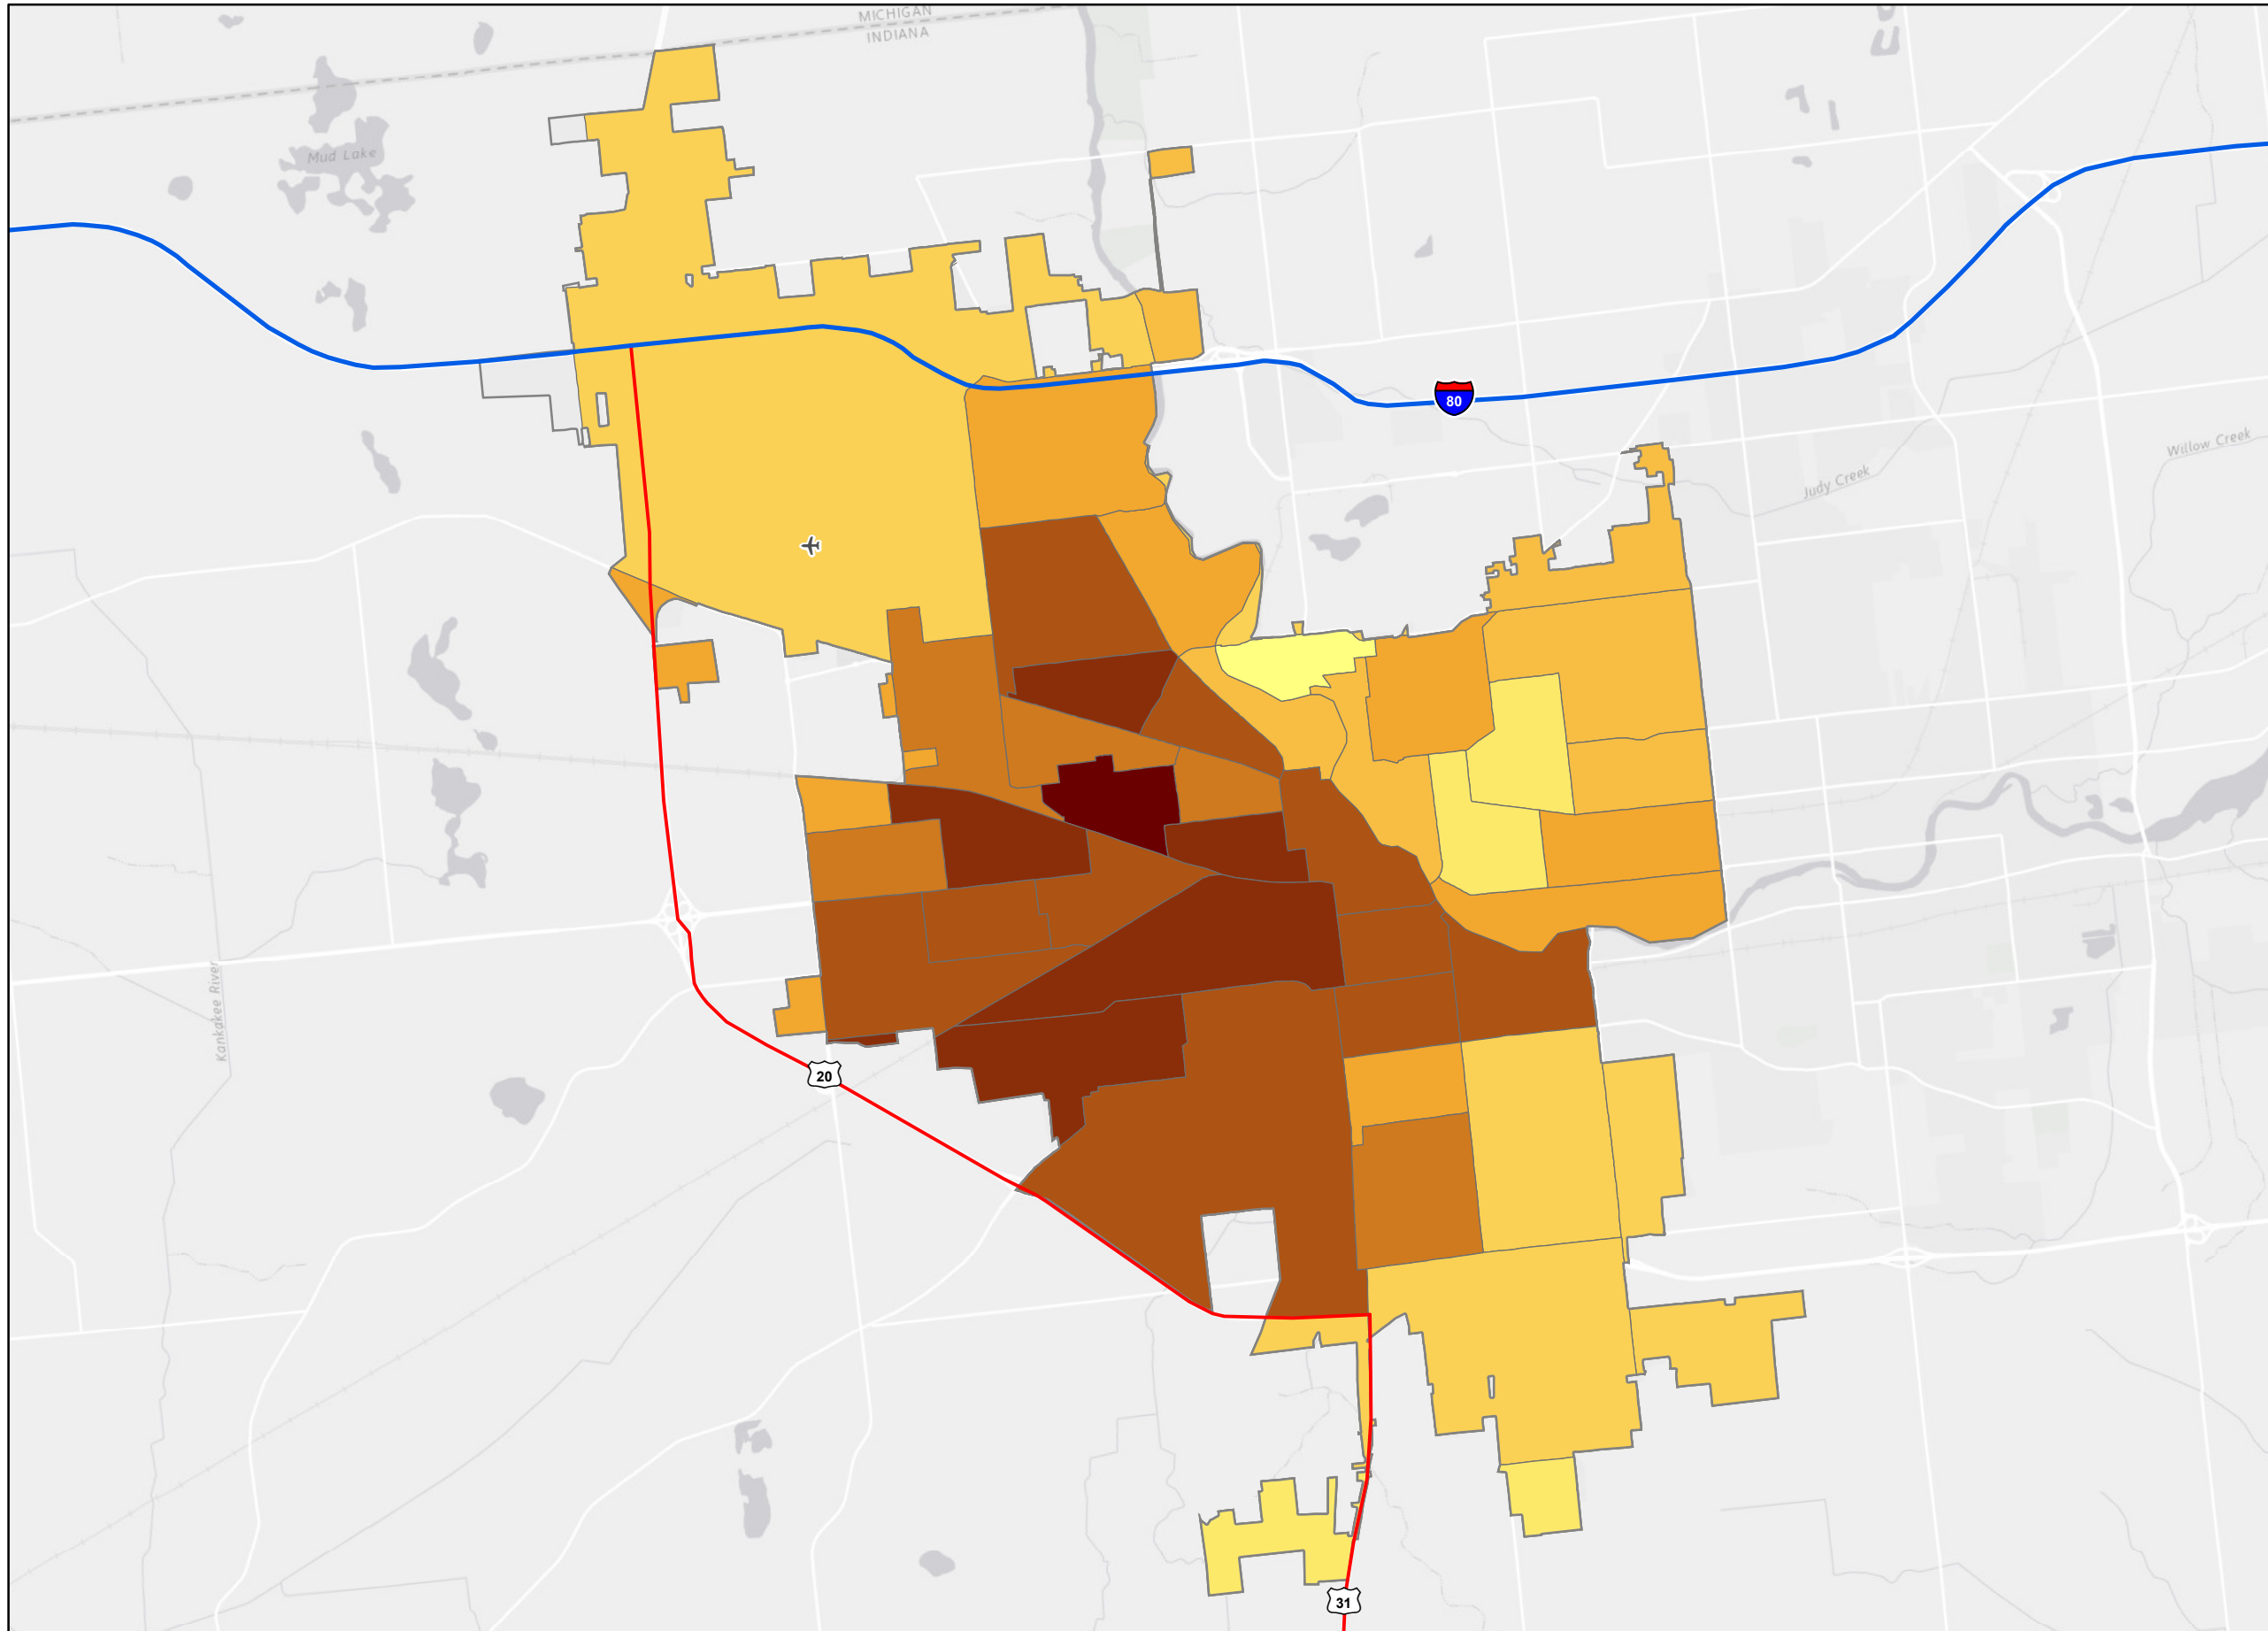 MICHIGAN
INDIANA
Mud Lake
80
Willow Creek
Judy Creek
Kankakee River
20
31